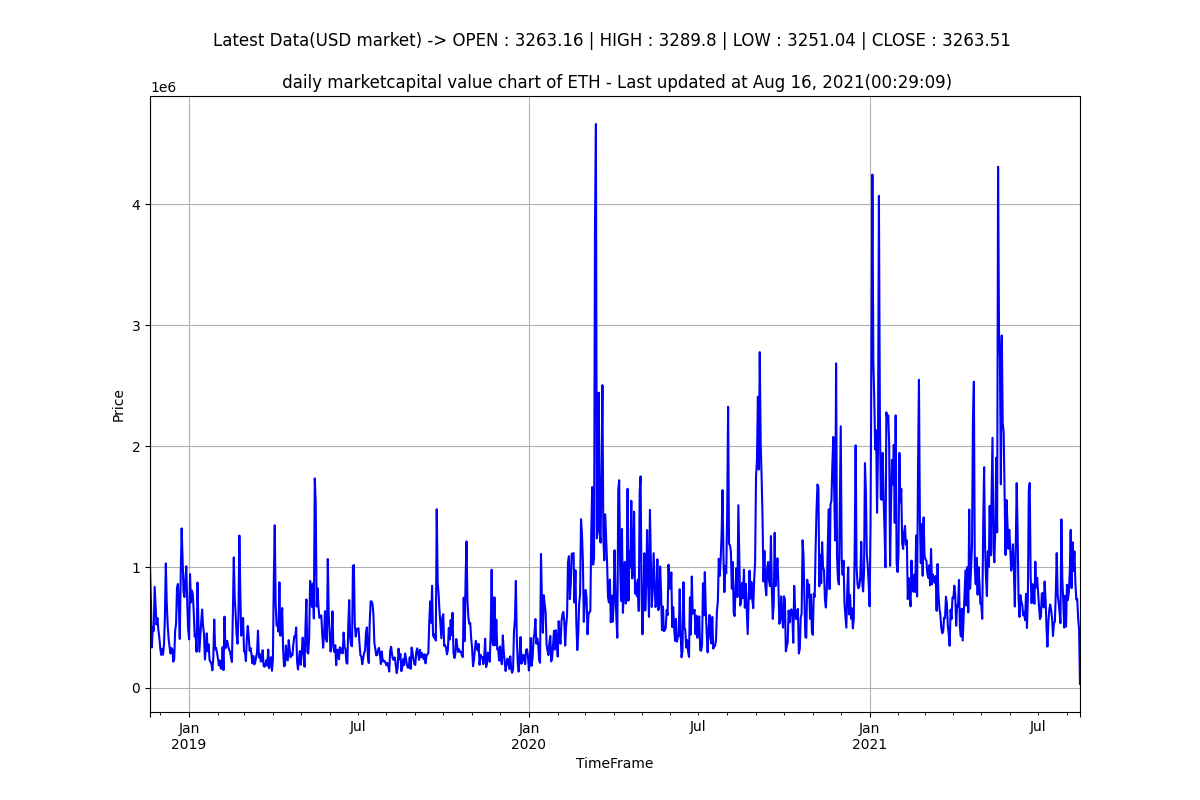 Latest Data(USD market) -> OPEN : 3263.16 | HIGH : 3289.8 | LOW : 3251.04 | CLOSE : 3263.51
daily marketcapital value chart of ETH - Last updated at Aug 16, 2021(00:29:09)
1e6
4
3
2
1
0
Price
Jan Jul Jan Jul Jan Jul
2019 2020 2021
TimeFrame